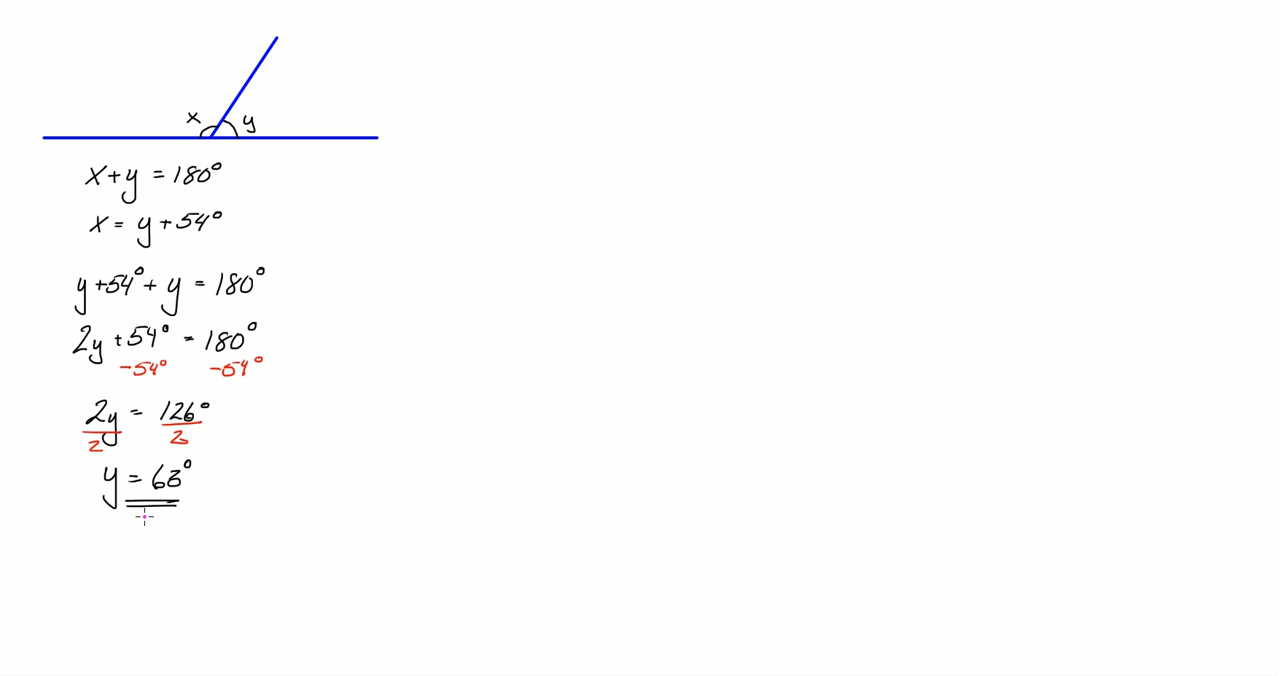 x y
x + y = 180°
x = y + 54°
y + 54° + y = 180°
2y + 54° = 180°
-54° -54°
2y = 126°
2 2
y = 63°